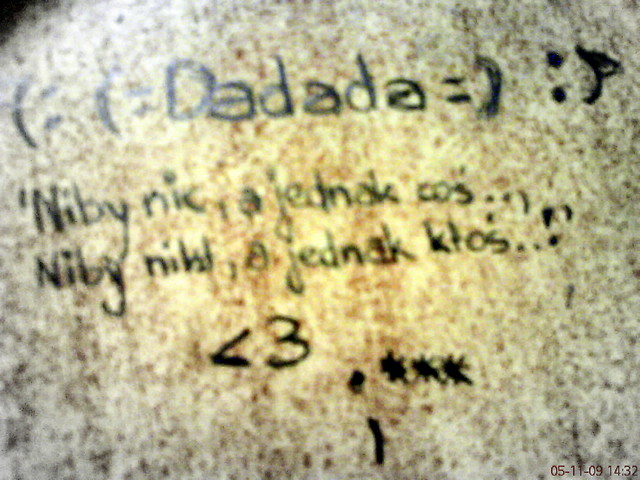 (: (=Dadada=) :)
"Niby nic, a jednak coś..,
Niby nikt, a jednak ktoś..."
<3
.***
05-11-09 14:32